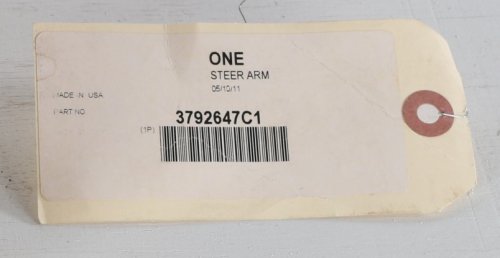 ONE
STEER ARM
05/10/11
MADE IN USA
PART NO
3792647C1
(1P)